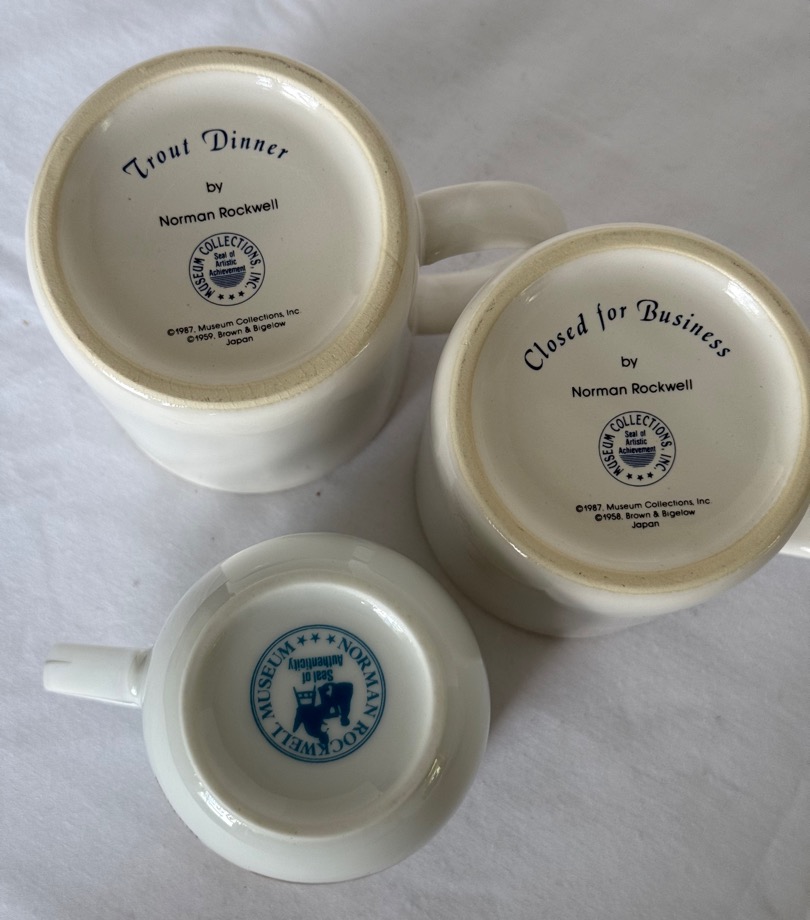 Trout Dinner
by
Norman Rockwell
MUSEUM COLLECTIONS, INC.
Seal of
Artistic
Achievement
©1987, Museum Collections, Inc
©1959, Brown & Bigelow
Japan
Closed for Business
by
Norman Rockwell
MUSEUM COLLECTIONS, INC.
Seal of
Artistic
Achievement
©1987, Museum Collections, Inc
©1958, Brown & Bigelow
Japan
NORMAN ROCKWELL MUSEUM
Seal of
Authenticity